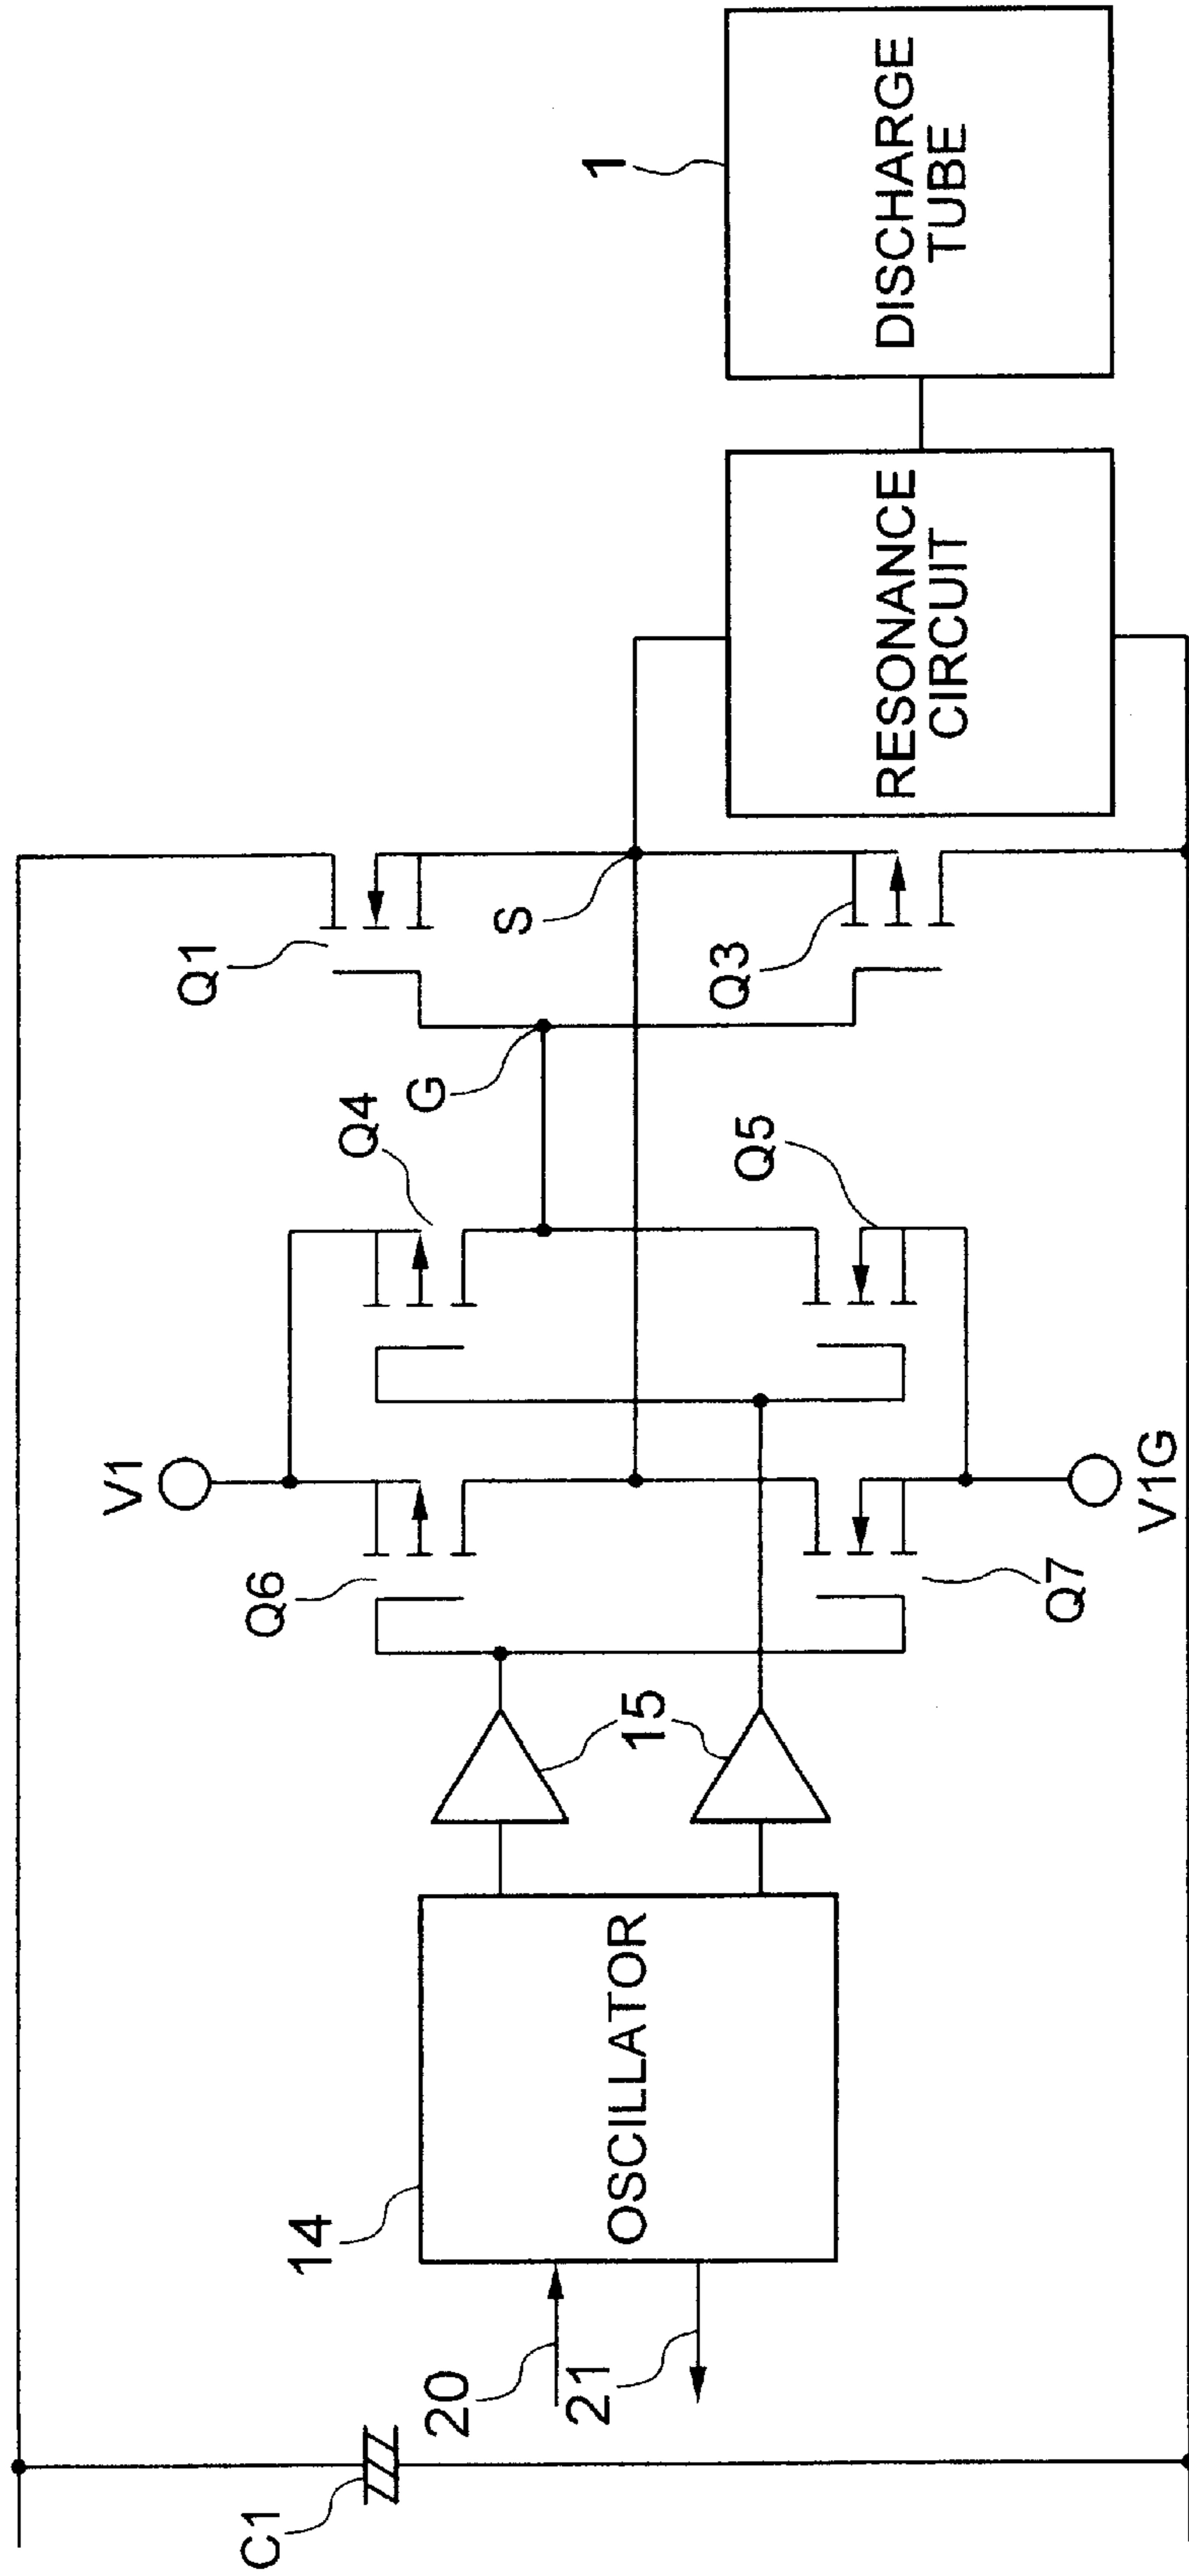 C1
20
21
14
OSCILLATOR
15
Q6
Q7
V1
V1G
Q4
Q5
G
S
Q1
Q3
RESONANCE
CIRCUIT
1
DISCHARGE
TUBE